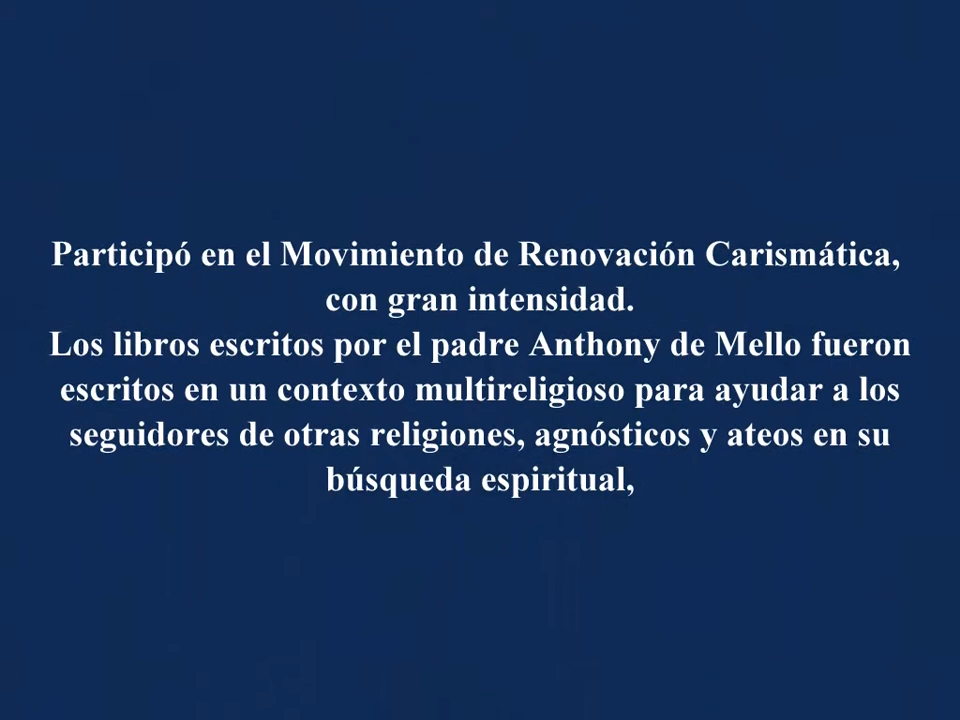 Participó en el Movimiento de Renovación Carismática,
con gran intensidad.
Los libros escritos por el padre Anthony de Mello fueron
escritos en un contexto multireligioso para ayudar a los
seguidores de otras religiones, agnósticos y ateos en su
búsqueda espiritual,